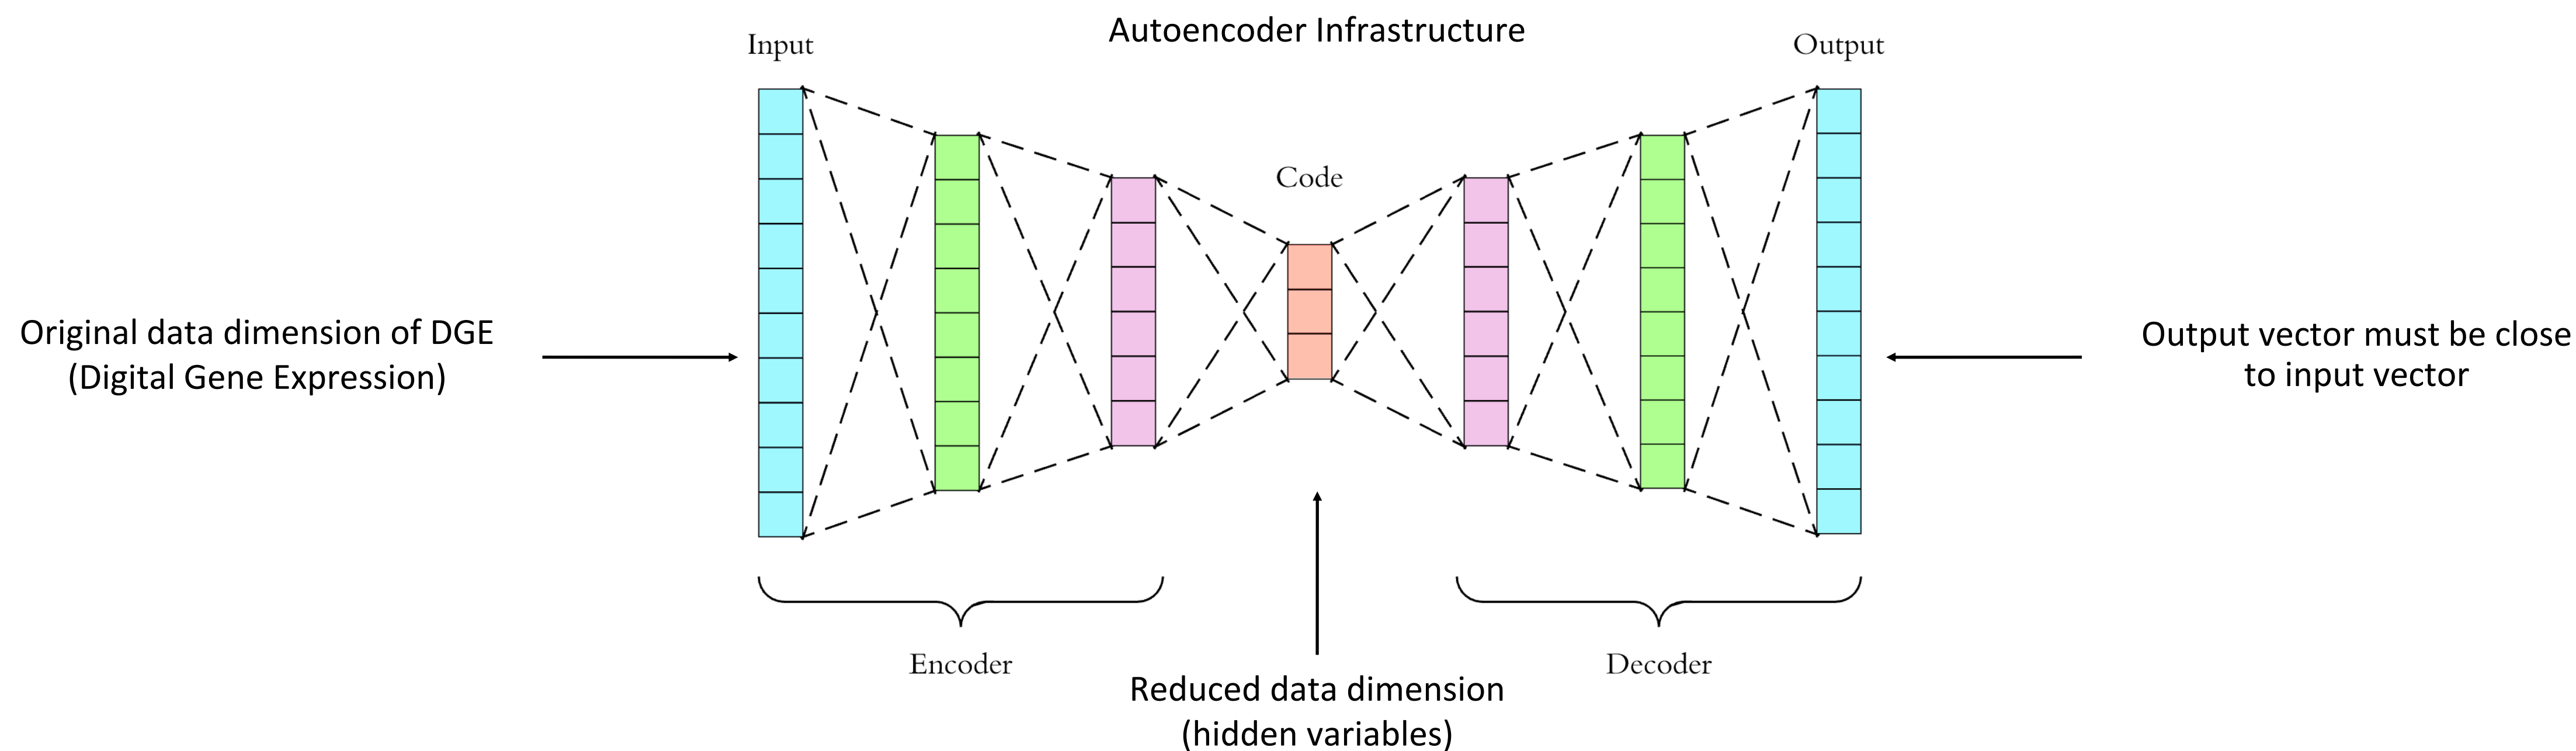 Autoencoder Infrastructure
Input
Output
Code
Original data dimension of DGE
(Digital Gene Expression)
Output vector must be close
to input vector
Encoder
Decoder
Reduced data dimension
(hidden variables)